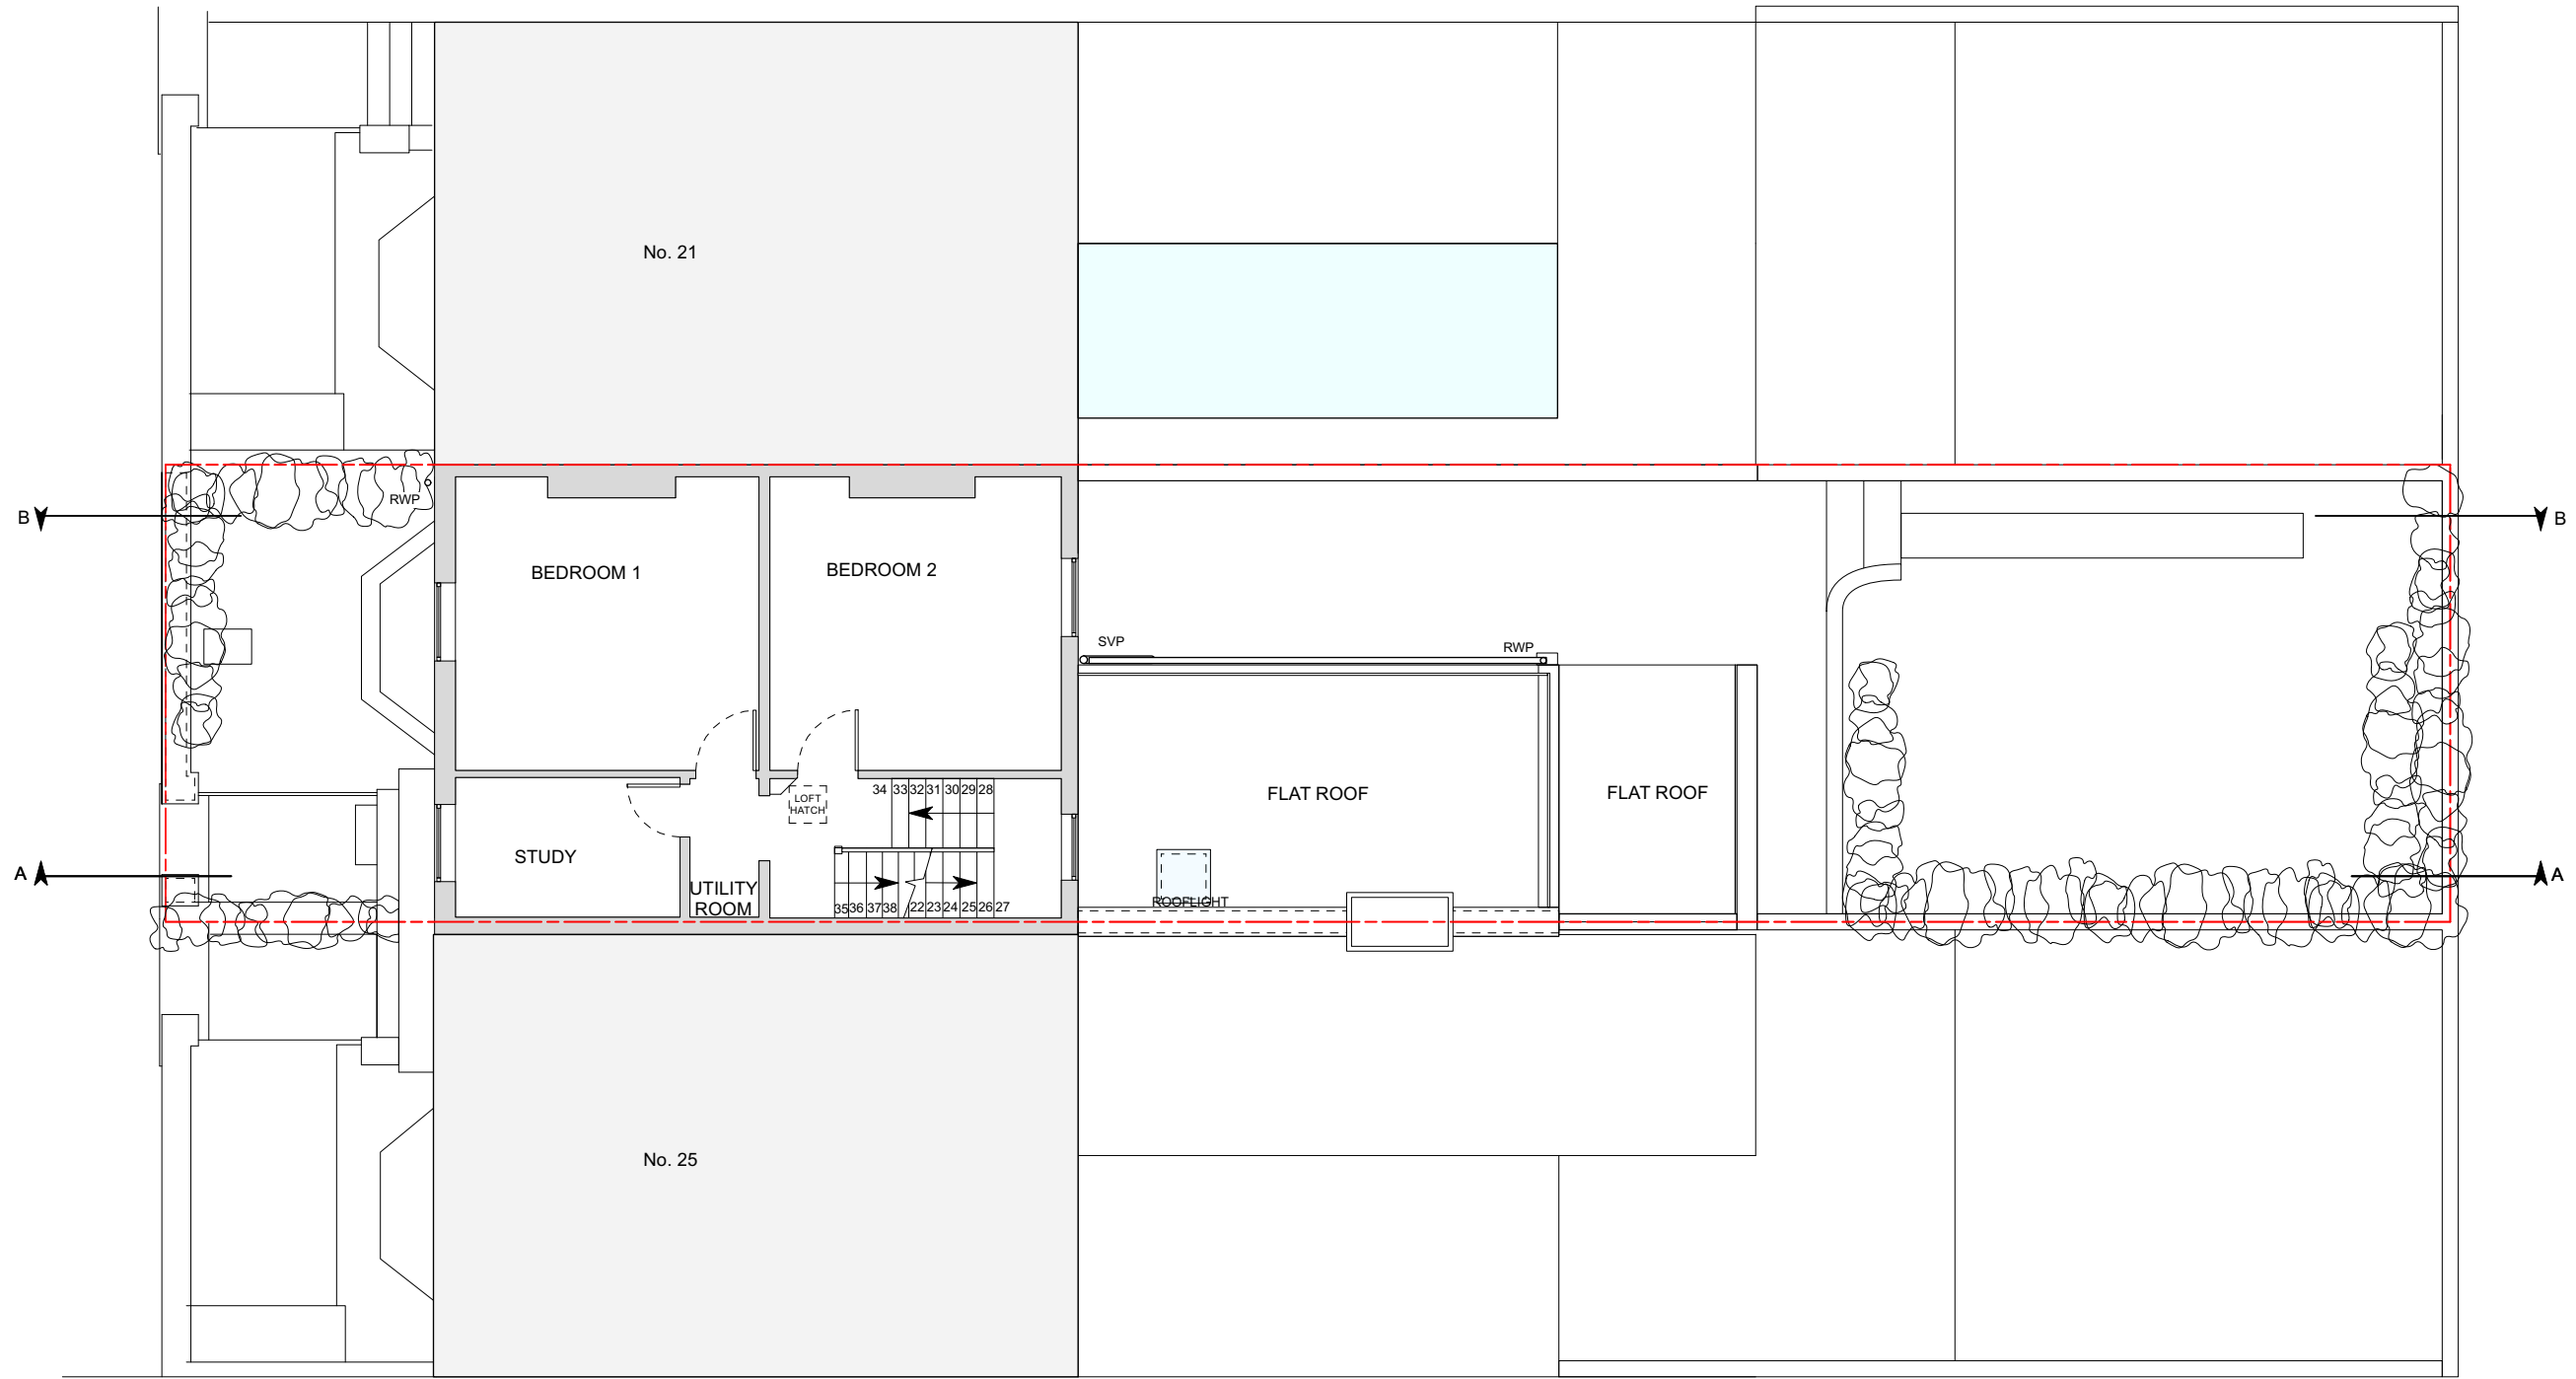 No. 21
RWP
B
B
BEDROOM 1
BEDROOM 2
SVP
RWP
LOFT
HATCH
34 33 32 31 30 29 28
FLAT ROOF
FLAT ROOF
STUDY
A
A
UTILITY
ROOM
35 36 37 38 22 23 24 25 26 27
ROOFLIGHT
No. 25